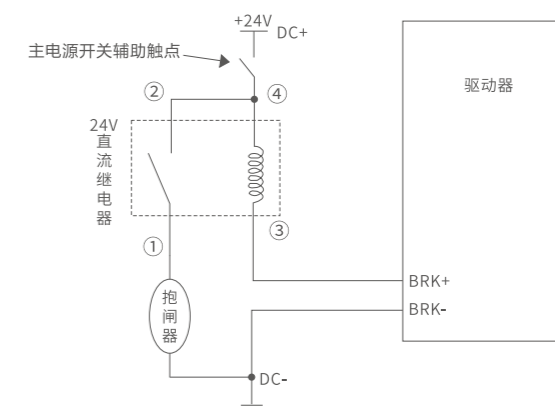 +24V
DC+
主电源开关辅助触点
②
④
驱动器
24V
直流继电器
③
①
BRK+
抱闸器
BRK-
DC-